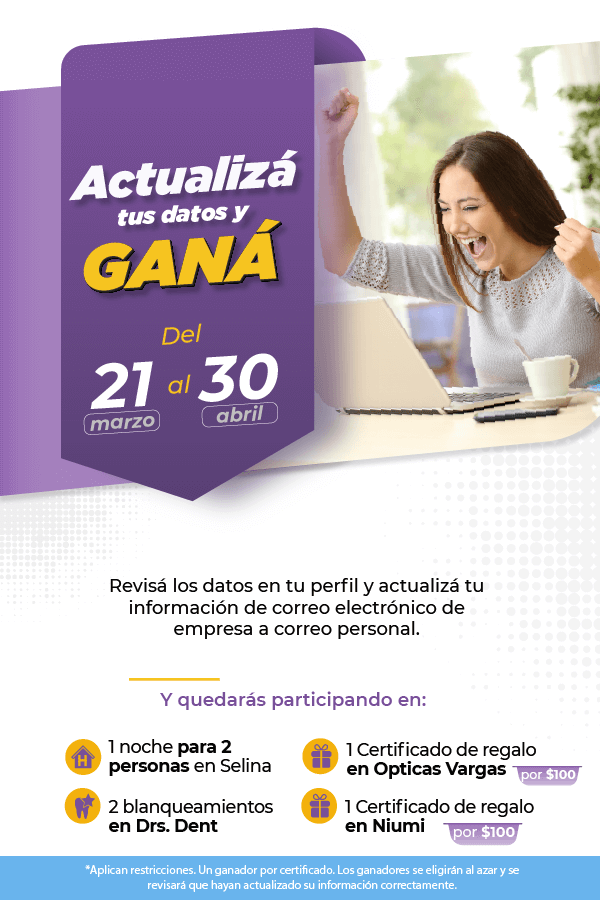 Actualizá
tus datos y
GANÁ
Del
21 al 30
marzo abril
Revisá los datos en tu perfil y actualizá tu
información de correo electrónico de
empresa a correo personal.
Y quedarás participando en:
1 noche para 2
personas en Selina
1 Certificado de regalo
en Opticas Vargas por $100
2 blanqueamientos
en Drs. Dent
1 Certificado de regalo
en Niumi por $100
*Aplican restricciones. Un ganador por certificado. Los ganadores se eligirán al azar y se
revisará que hayan actualizado su información correctamente.